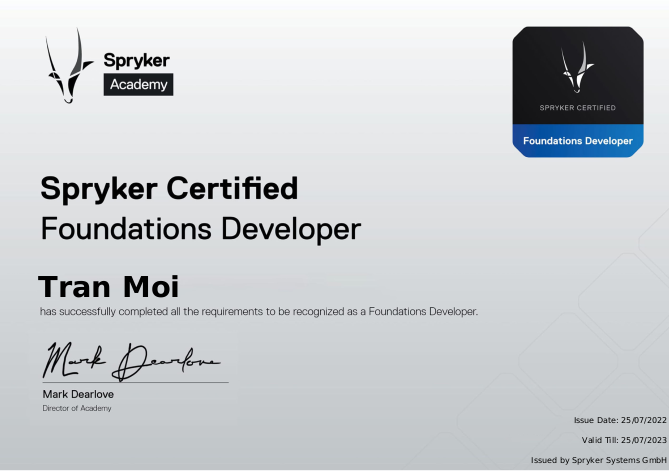 Spryker
Academy
SPRYKER CERTIFIED
Foundations Developer
Spryker Certified
Foundations Developer
Tran Moi
has successfully completed all the requirements to be recognized as a Foundations Developer.
Mark Dearlove
Mark Dearlove
Director of Academy
Issue Date: 25/07/2022
Valid Till: 25/07/2023
Issued by Spryker Systems GmbH